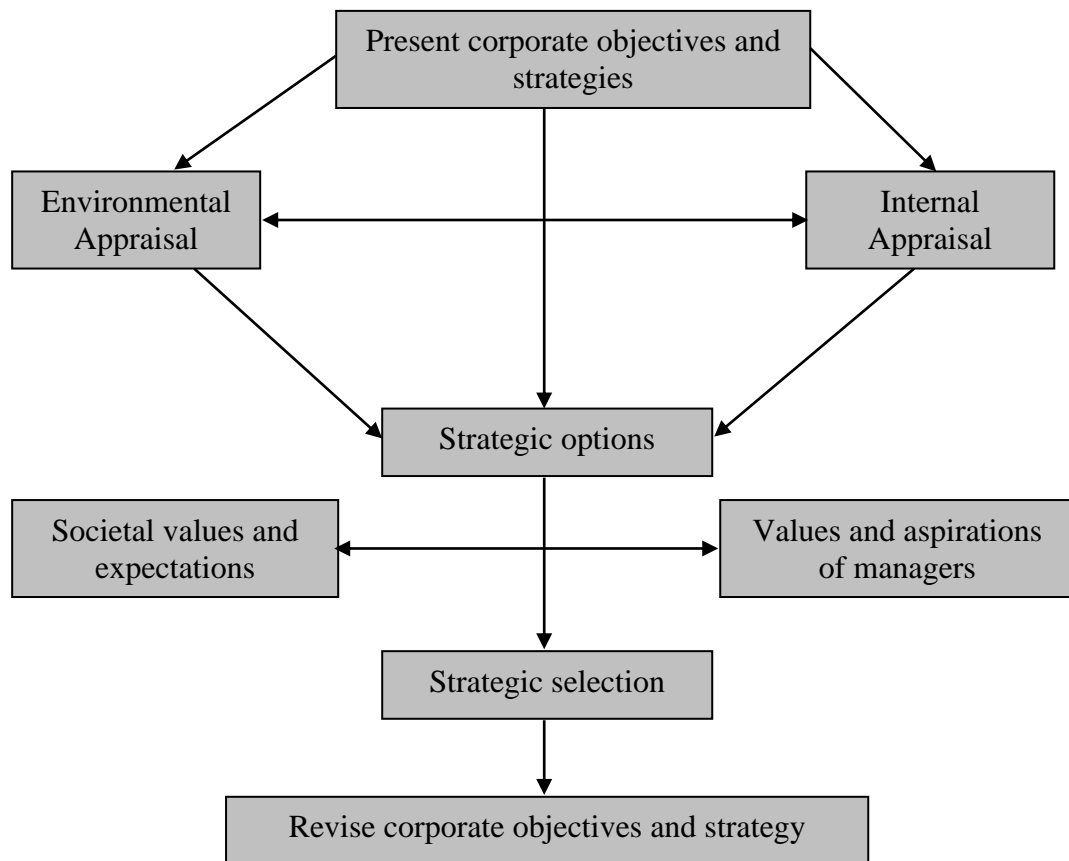 Present corporate objectives and
strategies
Environmental
Appraisal
Internal
Appraisal
Strategic options
Societal values and
expectations
Values and aspirations
of managers
Strategic selection
Revise corporate objectives and strategy